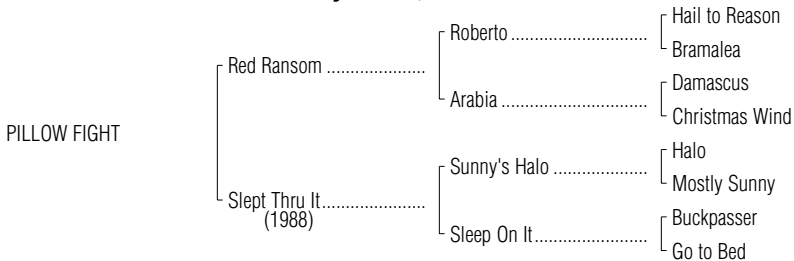 Hail to Reason
Roberto ............................
Bramalea
Red Ransom .....................
Damascus
Arabia ..............................
Christmas Wind
PILLOW FIGHT
Halo
Sunny's Halo ....................
Mostly Sunny
Slept Thru It......................
(1988)
Buckpasser
Sleep On It........................
Go to Bed